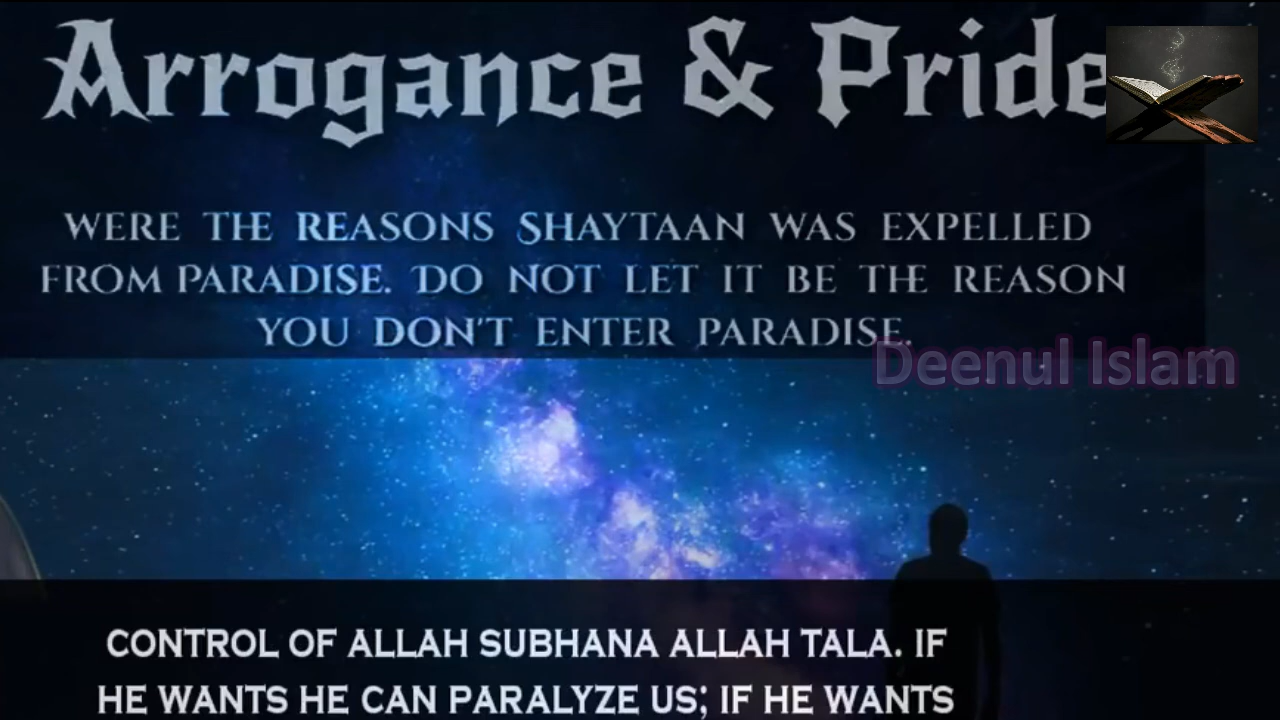 Arrogance & Pride
WERE THE REASONS SHAYTAAN WAS EXPELLED
FROM PARADISE. DO NOT LET IT BE THE REASON
YOU DON'T ENTER PARADISE.
Deenul Islam
CONTROL OF ALLAH SUBHANA ALLAH TALA. IF
HE WANTS HE CAN PARALYZE US; IF HE WANTS